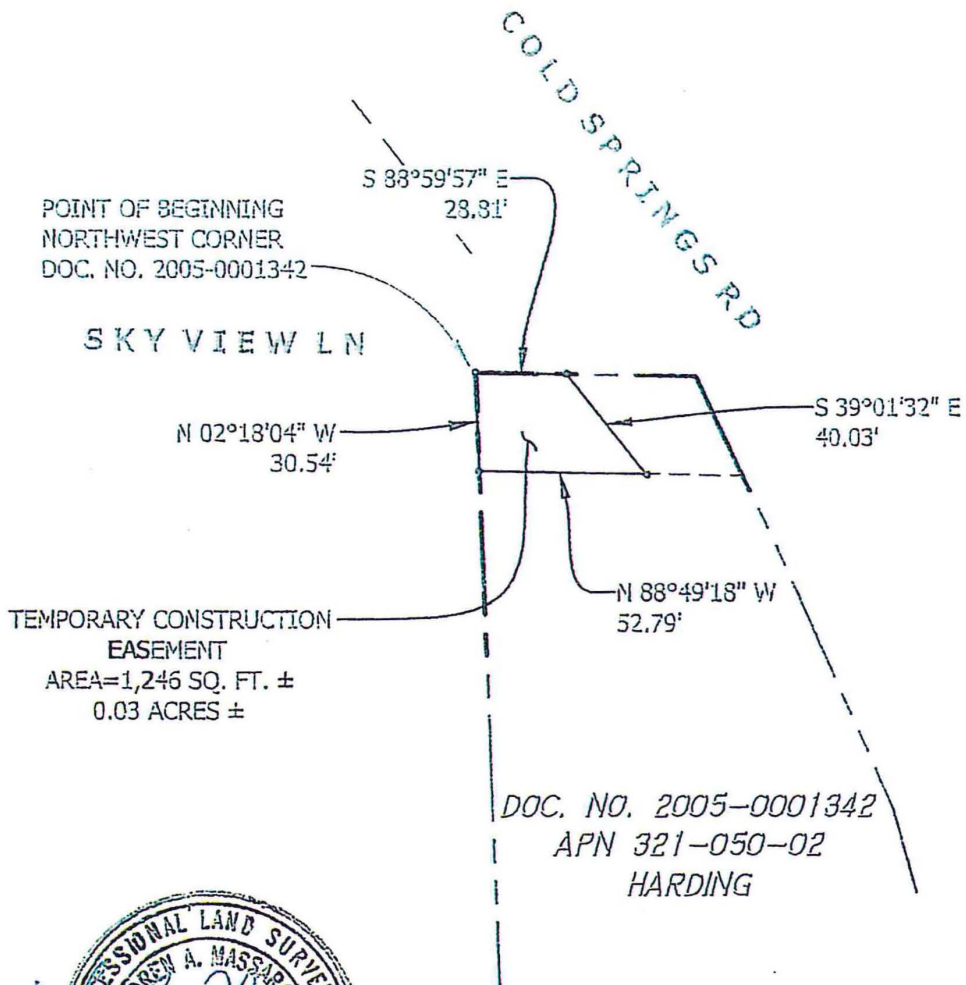 COLD SPRINGS RD
S 88°59'57" E
28.81'
POINT OF BEGINNING
NORTHWEST CORNER
DOC. NO. 2005-0001342
SKY VIEW LN
N 02°18'04" W
30.54'
S 39°01'32" E
40.03'
N 88°49'18" W
52.79'
TEMPORARY CONSTRUCTION
EASEMENT
AREA=1,246 SQ. FT. ±
0.03 ACRES ±
DOC. NO. 2005-0001342
APN 321-050-02
HARDING
LAND
A.